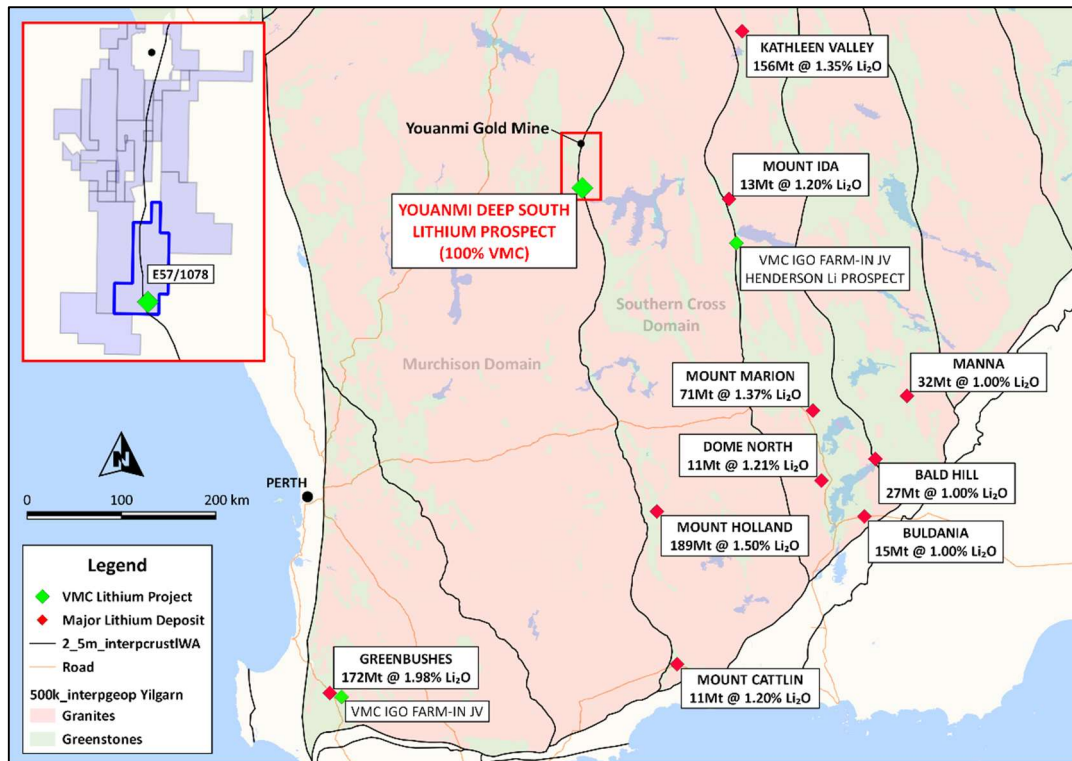 E57/1078
Youanmi Gold Mine
YOUANMI DEEP SOUTH
LITHIUM PROSPECT
(100% VMC)
KATHLEEN VALLEY
156Mt @ 1.35% Li₂O
MOUNT IDA
13Mt @ 1.20% Li₂O
VMC IGO FARM-IN JV
HENDERSON Li PROSPECT
Southern Cross
Domain
Murchison Domain
MANNA
32Mt @ 1.00% Li₂O
MOUNT MARION
71Mt @ 1.37% Li₂O
DOME NORTH
11Mt @ 1.21% Li₂O
BALD HILL
27Mt @ 1.00% Li₂O
BULDANIA
15Mt @ 1.00% Li₂O
MOUNT HOLLAND
189Mt @ 1.50% Li₂O
MOUNT CATTLIN
11Mt @ 1.20% Li₂O
GREENBUSHES
172Mt @ 1.98% Li₂O
VMC IGO FARM-IN JV
PERTH
N
0 100 200 km
Legend
VMC Lithium Project
Major Lithium Deposit
2_5m_interpcrustlWA
Road
500k_interpgeop Yilgarn
Granites
Greenstones